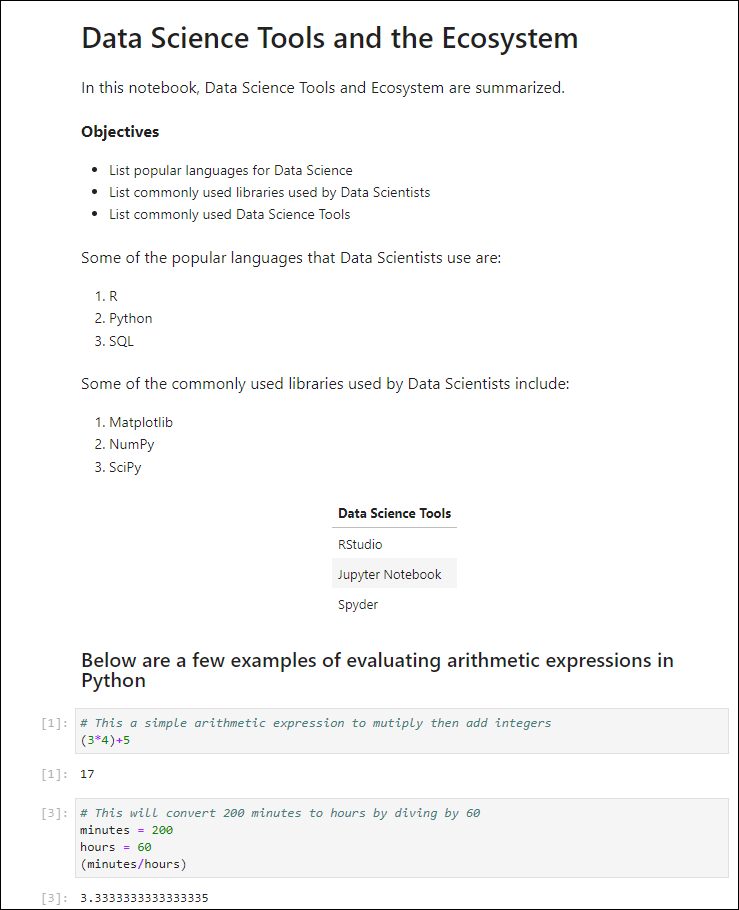 Data Science Tools and the Ecosystem
In this notebook, Data Science Tools and Ecosystem are summarized.
Objectives
• List popular languages for Data Science
• List commonly used libraries used by Data Scientists
• List commonly used Data Science Tools
Some of the popular languages that Data Scientists use are:
1. R
2. Python
3. SQL
Some of the commonly used libraries used by Data Scientists include:
1. Matplotlib
2. NumPy
3. SciPy
Data Science Tools
RStudio
Jupyter Notebook
Spyder
Below are a few examples of evaluating arithmetic expressions in
Python
[1]: # This a simple arithmetic expression to mutiply then add integers
(3*4)+5
[1]: 17
[3]: # This will convert 200 minutes to hours by diving by 60
minutes = 200
hours = 60
(minutes/hours)
[3]: 3.3333333333333335